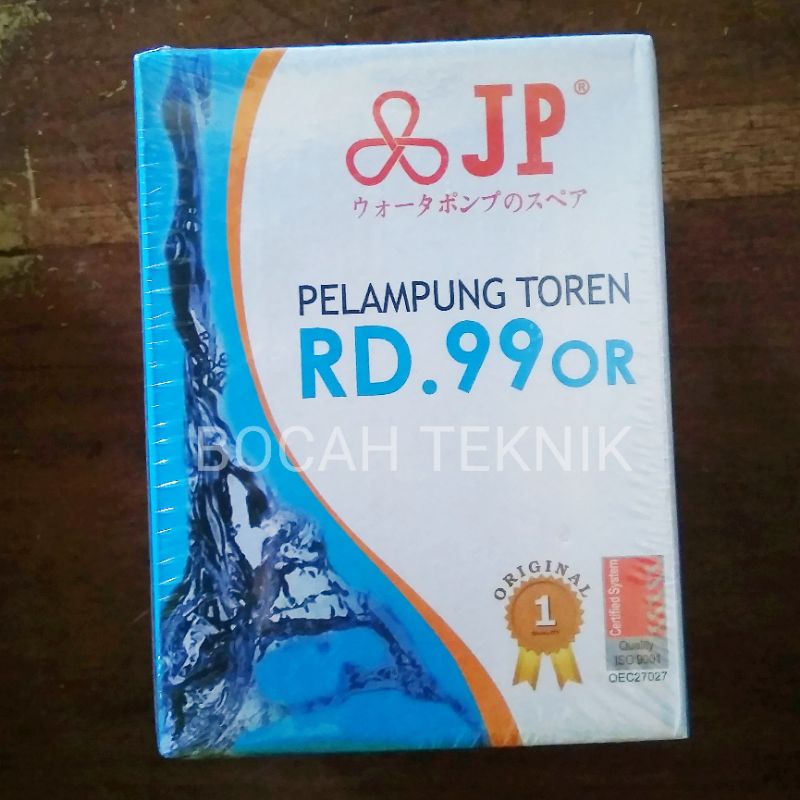 JP®
ウォータポンプのスペア
PELAMPUNG TOREN
RD.99OR
BOCAH TEKNIK
ORIGINAL
1
Certified System
Quality
ISO 9001
OEC27027